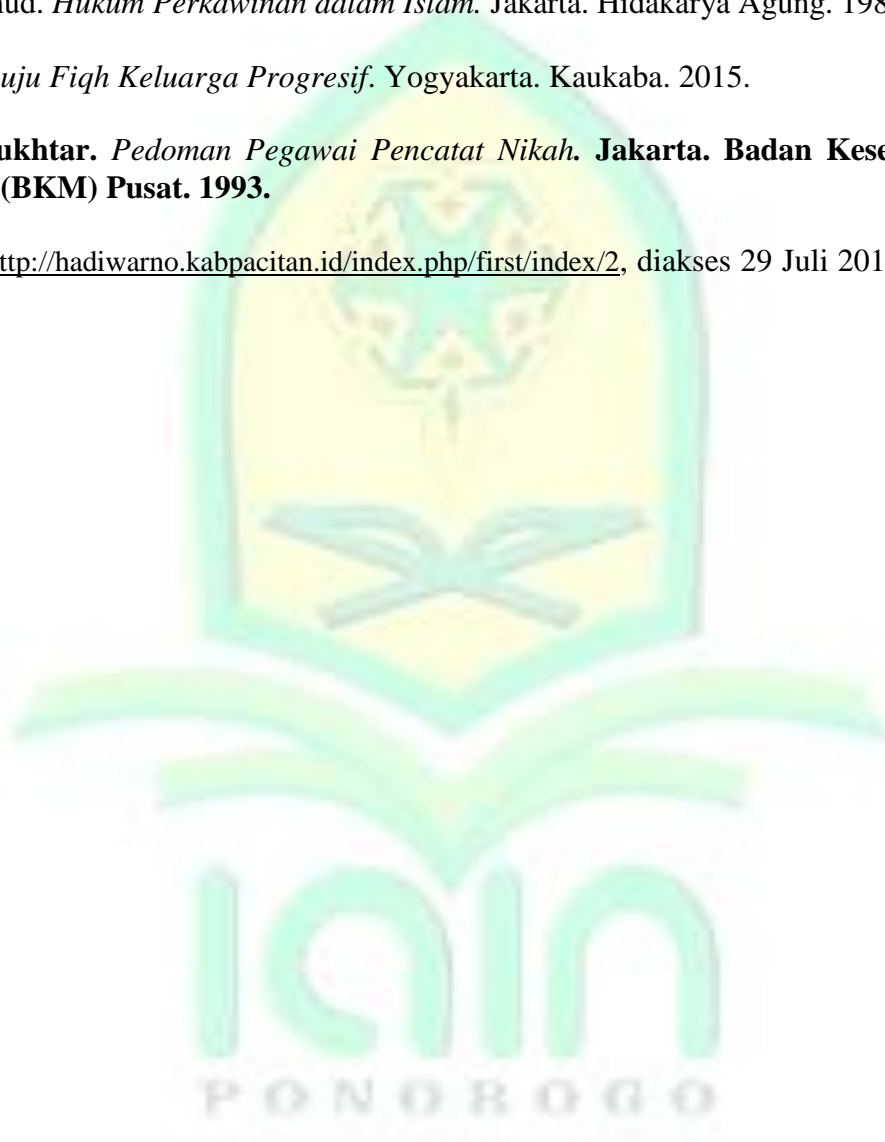 ud. Hukum Perkawinan dalam Islam. Jakarta. Hidakarya Agung. 198
uju Fiqh Keluarga Progresif. Yogyakarta. Kaukaba. 2015.
ukhtar. Pedoman Pegawai Pencatat Nikah. Jakarta. Badan Kese
(BKM) Pusat. 1993.
ttp://hadiwarno.kabpacitan.id/index.php/first/index/2, diakses 29 Juli 201
iain
PONOROGO